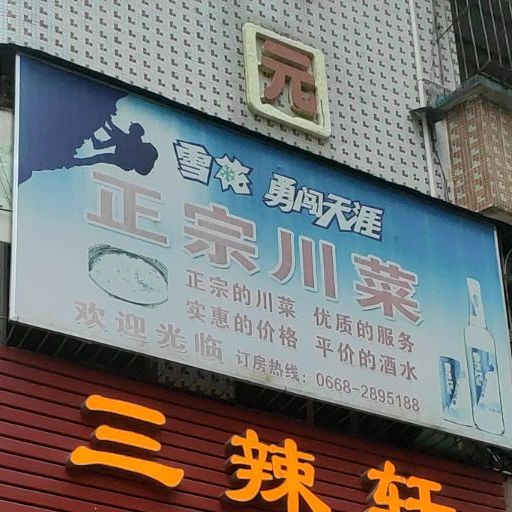 元
雪花 勇闯天涯
正宗川菜
正宗的川菜 优质的服务
实惠的价格 平价的酒水
欢迎光临 订房热线：0668-2895188
三辣轩